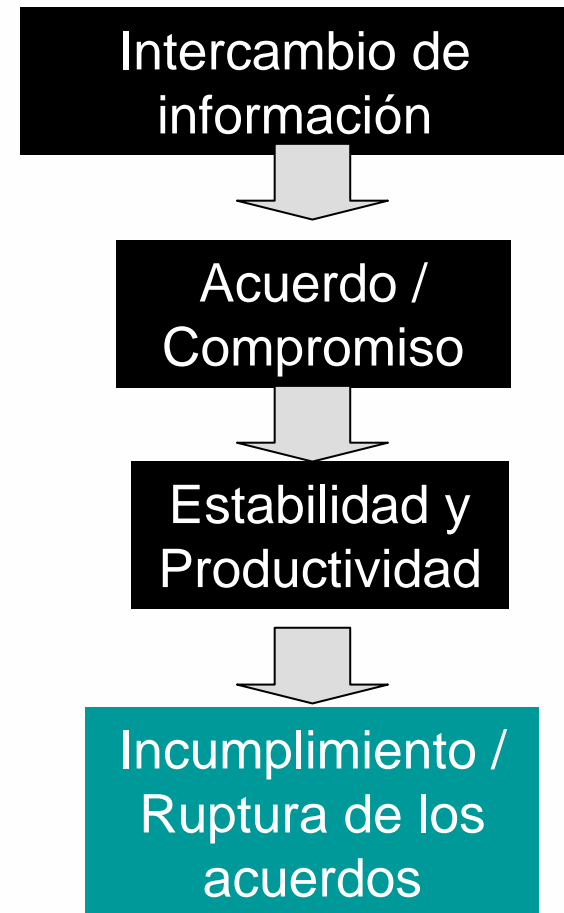 Intercambio de
información
Acuerdo /
Compromiso
Estabilidad y
Productividad
Incumplimiento /
Ruptura de los
acuerdos